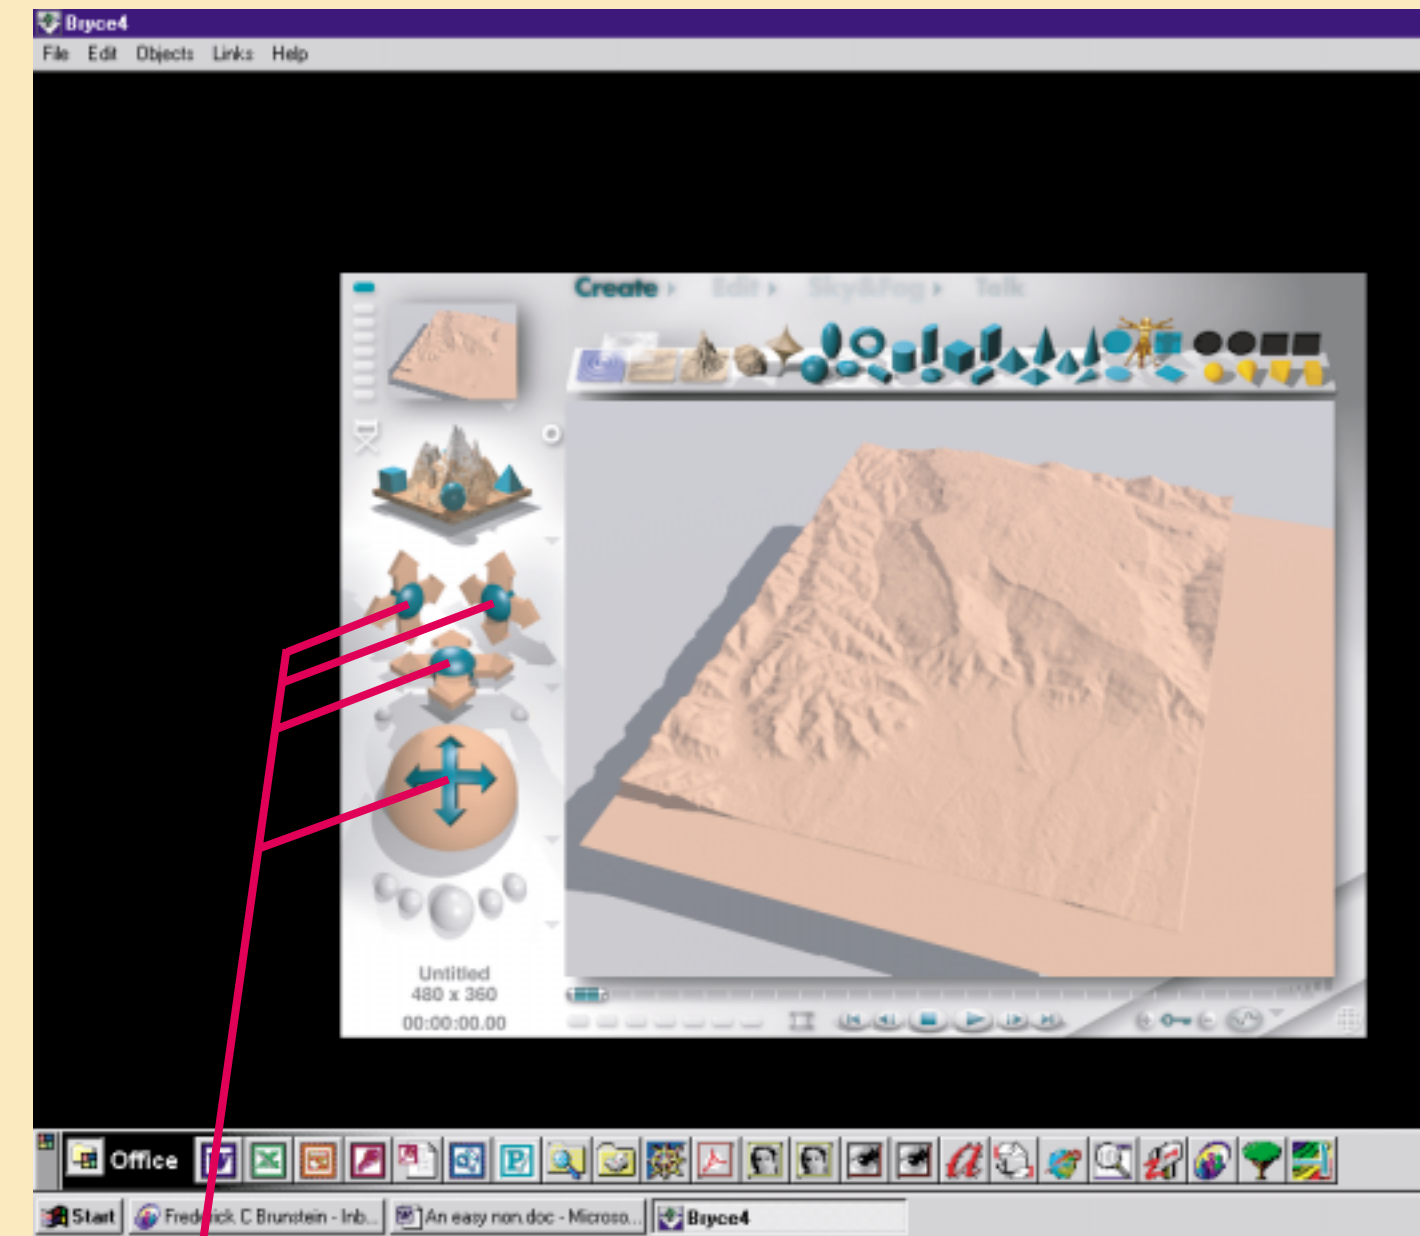 Bryce4
File Edit Objects Links Help
Create Edit Sky&Fog Talk
Untitled
480 x 360
00:00:00.00
Office
Start Frederick C Brunstein - Inb... An easy non.doc - Microso... Bryce4